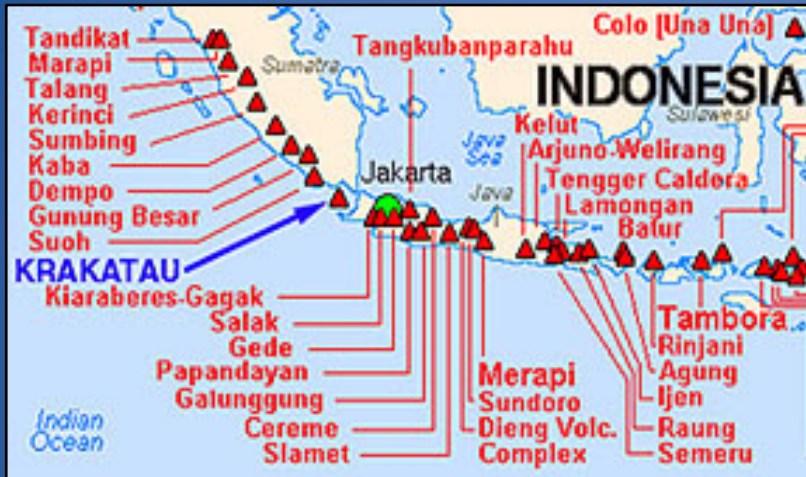 Tandikat
Marapi
Talang
Kerinci
Sumbing
Kaba
Dempo
Gunung Besar
Suoh
KRAKATAU
Sumatra
Tangkubanparahu
Colo [Una Una]
INDONESIA
Sulawesi
Jakarta
Java
Sea
Java
Kelut
Arjuno-Welirang
Tengger Caldora
Lamongan
Batur
Kiaraberes-Gagak
Salak
Gede
Papandayan
Galunggung
Cereme
Slamet
Merapi
Sundoro
Dieng Volc.
Complex
Tambora
Rinjani
Agung
Ijen
Raung
Semeru
Indian
Ocean